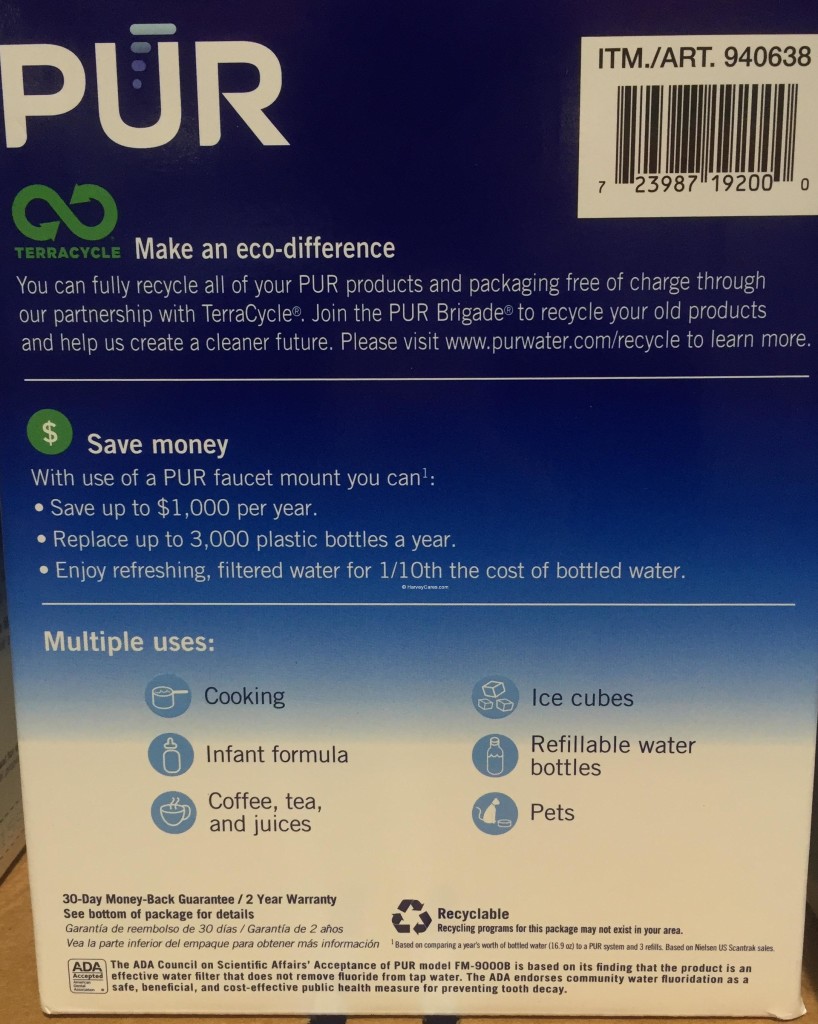 PUR
ITM./ART. 940638
7 23987 19200 0
TERRACYCLE Make an eco-difference
You can fully recycle all of your PUR products and packaging free of charge through
our partnership with TerraCycle®. Join the PUR Brigade® to recycle your old products
and help us create a cleaner future. Please visit www.purwater.com/recycle to learn more.
$ Save money
With use of a PUR faucet mount you can¹:
• Save up to $1,000 per year.
• Replace up to 3,000 plastic bottles a year.
• Enjoy refreshing, filtered water for 1/10th the cost of bottled water.
© HarveyCares.com
Multiple uses:
Cooking
Infant formula
Coffee, tea,
and juices
Ice cubes
Refillable water
bottles
Pets
30-Day Money-Back Guarantee / 2 Year Warranty
See bottom of package for details
Garantía de reembolso de 30 días / Garantía de 2 años
Vea la parte inferior del empaque para obtener más información
Recyclable
Recycling programs for this package may not exist in your area.
¹ Based on comparing a year's worth of bottled water (16.9 oz) to a PUR system and 3 refills. Based on Nielsen US Scantrak sales.
ADA
Accepted
American
Dental
Association
The ADA Council on Scientific Affairs' Acceptance of PUR model FM-9000B is based on its finding that the product is an
effective water filter that does not remove fluoride from tap water. The ADA endorses community water fluoridation as a
safe, beneficial, and cost-effective public health measure for preventing tooth decay.